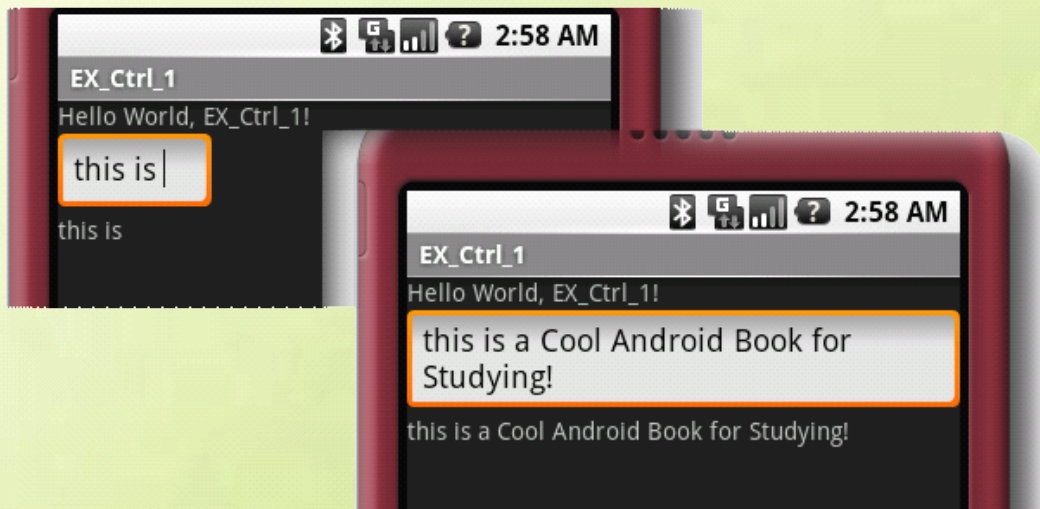 G
?
2:58 AM
EX_Ctrl_1
Hello World, EX_Ctrl_1!
this is
this is
G
?
2:58 AM
EX_Ctrl_1
Hello World, EX_Ctrl_1!
this is a Cool Android Book for
Studying!
this is a Cool Android Book for Studying!